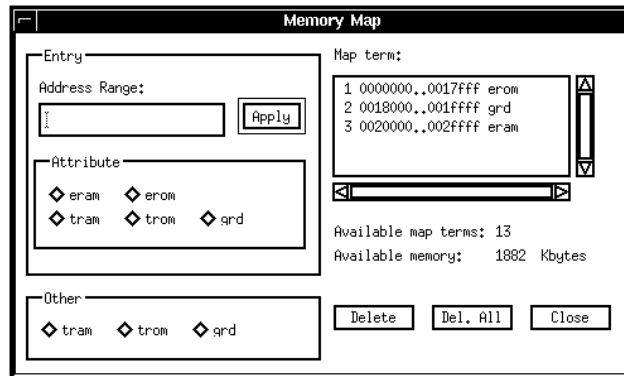 Memory Map
Entry
Address Range:
Apply
Attribute
eram erom
tram trom grd
Other
tram trom grd
Map term:
1 0000000..0017fff erom
2 0018000..001ffff grd
3 0020000..002ffff eram
Available map terms: 13
Available memory: 1882 Kbytes
Delete Del. All Close